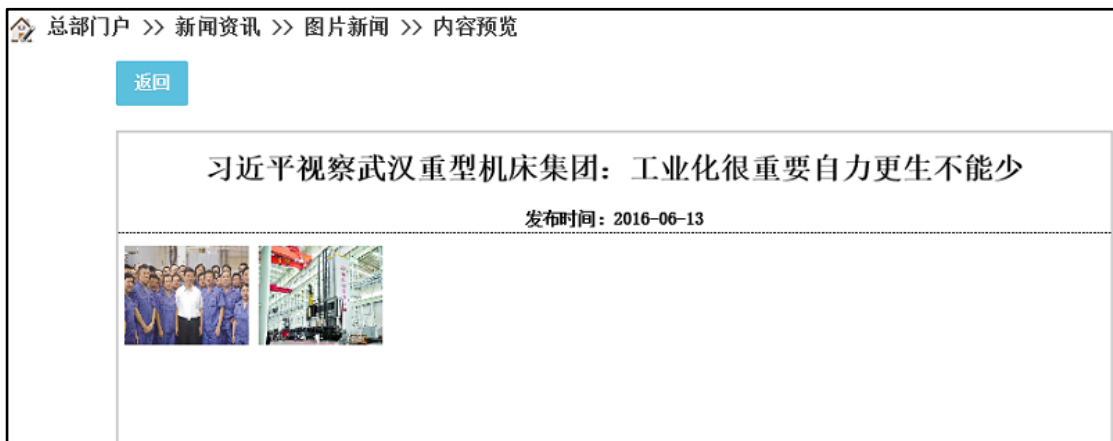 总部门户 >> 新闻资讯 >> 图片新闻 >> 内容预览
返回
习近平视察武汉重型机床集团：工业化很重要自力更生不能少
发布时间：2016-06-13